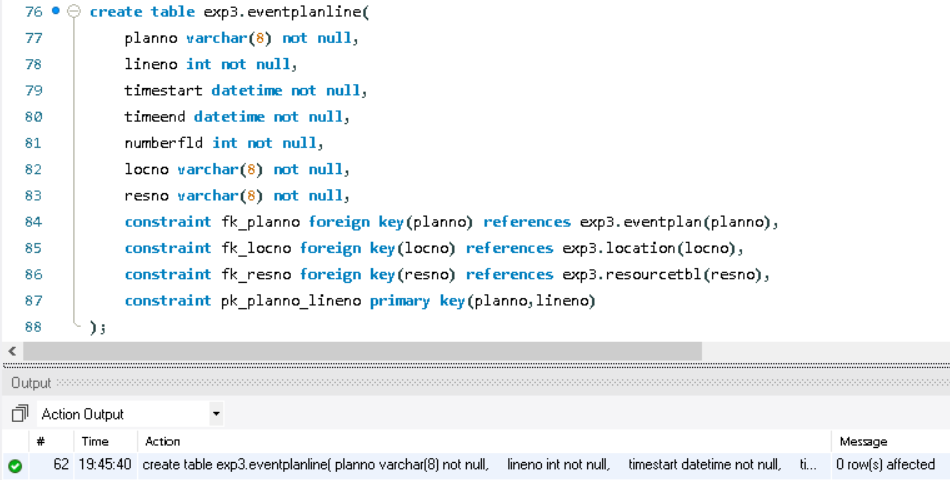 76 create table exp3.eventplanline(
77 planno varchar(8) not null,
78 lineno int not null,
79 timestart datetime not null,
80 timeend datetime not null,
81 numberfld int not null,
82 locno varchar(8) not null,
83 resno varchar(8) not null,
84 constraint fk_planno foreign key(planno) references exp3.eventplan(planno),
85 constraint fk_locno foreign key(locno) references exp3.location(locno),
86 constraint fk_resno foreign key(resno) references exp3.resourcetbl(resno),
87 constraint pk_planno_lineno primary key(planno,lineno)
88 );
Output
Action Output
# Time Action Message
62 19:45:40 create table exp3.eventplanline( planno varchar(8) not null, lineno int not null, timestart datetime not null, ti... 0 row(s) affected